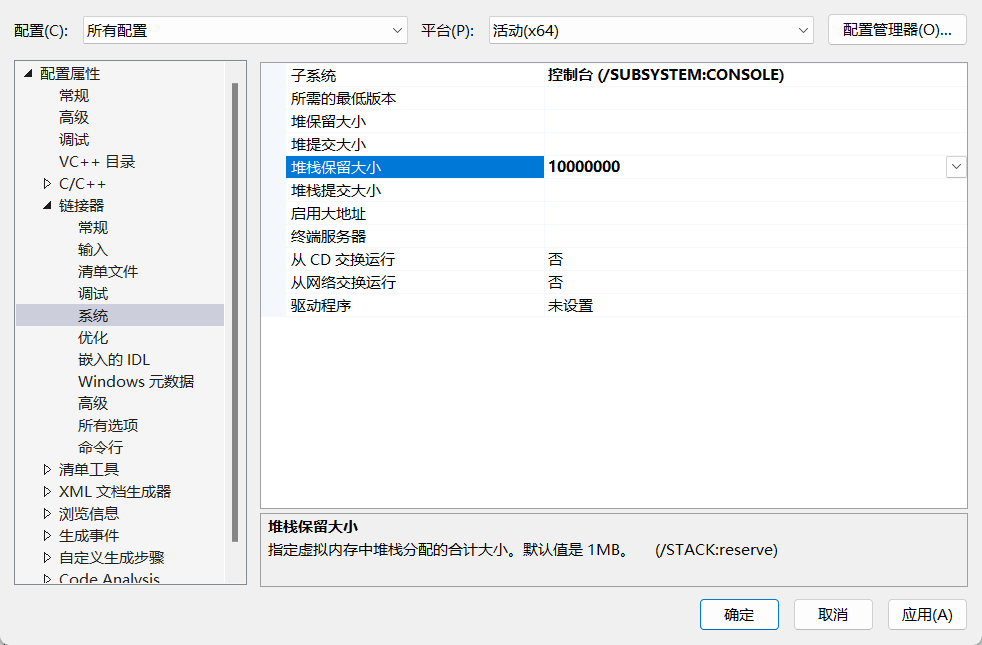 配置(C): 所有配置 平台(P): 活动(x64) 配置管理器(O)...
配置属性
常规
高级
调试
VC++ 目录
C/C++
链接器
常规
输入
清单文件
调试
系统
优化
嵌入的 IDL
Windows 元数据
高级
所有选项
命令行
清单工具
XML 文档生成器
浏览信息
生成事件
自定义生成步骤
Code Analysis
子系统 控制台 (/SUBSYSTEM:CONSOLE)
所需的最低版本
堆保留大小
堆提交大小
堆栈保留大小 10000000
堆栈提交大小
启用大地址
终端服务器
从 CD 交换运行 否
从网络交换运行 否
驱动程序 未设置
堆栈保留大小
指定虚拟内存中堆栈分配的合计大小。默认值是 1MB。 (/STACK:reserve)
确定 取消 应用(A)